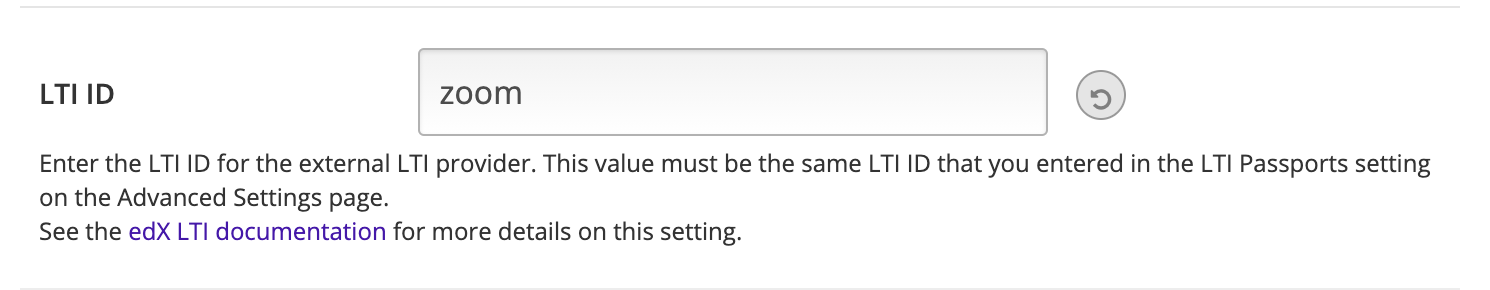 LTI ID
zoom
Enter the LTI ID for the external LTI provider. This value must be the same LTI ID that you entered in the LTI Passports setting
on the Advanced Settings page.
See the edX LTI documentation for more details on this setting.